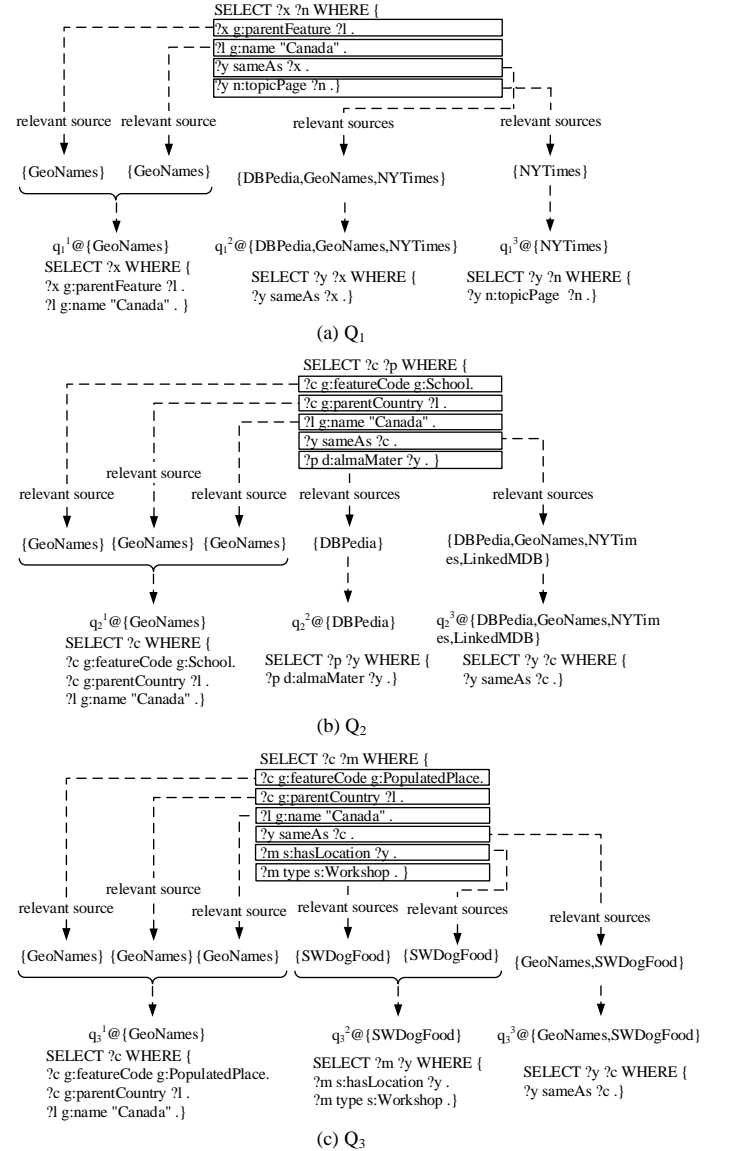 SELECT ?x ?n WHERE {
?x g:parentFeature ?l .
?l g:name "Canada" .
?y sameAs ?x .
?y n:topicPage ?n .}
relevant source relevant source relevant sources relevant sources
{GeoNames} {GeoNames} {DBPedia,GeoNames,NYTimes} {NYTimes}
q₁¹@{GeoNames} q₁²@{DBPedia,GeoNames,NYTimes} q₁³@{NYTimes}
SELECT ?x WHERE { SELECT ?y ?x WHERE { SELECT ?y ?n WHERE {
?x g:parentFeature ?l . ?y sameAs ?x .} ?y n:topicPage ?n .}
?l g:name "Canada" . }
(a) Q₁
SELECT ?c ?p WHERE {
?c g:featureCode g:School.
?c g:parentCountry ?l .
?l g:name "Canada" .
?y sameAs ?c .
?p d:almaMater ?y . }
relevant source
relevant source relevant source relevant sources relevant sources
{GeoNames} {GeoNames} {GeoNames} {DBPedia} {DBPedia,GeoNames,NYTim
es,LinkedMDB}
q₂¹@{GeoNames} q₂²@{DBPedia} q₂³@{DBPedia,GeoNames,NYTim
es,LinkedMDB}
SELECT ?c WHERE { SELECT ?p ?y WHERE { SELECT ?y ?c WHERE {
?c g:featureCode g:School. ?p d:almaMater ?y .} ?y sameAs ?c .}
?c g:parentCountry ?l .
?l g:name "Canada" .}
(b) Q₂
SELECT ?c ?m WHERE {
?c g:featureCode g:PopulatedPlace.
?c g:parentCountry ?l .
?l g:name "Canada" .
?y sameAs ?c .
?m s:hasLocation ?y .
?m type s:Workshop . }
relevant source
relevant source relevant source relevant sources relevant sources
relevant sources
{GeoNames} {GeoNames} {GeoNames} {SWDogFood} {SWDogFood} {GeoNames,SWDogFood}
q₃¹@{GeoNames} q₃²@{SWDogFood} q₃³@{GeoNames,SWDogFood}
SELECT ?c WHERE { SELECT ?m ?y WHERE { SELECT ?y ?c WHERE {
?c g:featureCode g:PopulatedPlace. ?m s:hasLocation ?y . ?y sameAs ?c .}
?c g:parentCountry ?l . ?m type s:Workshop .}
?l g:name "Canada" .}
(c) Q₃